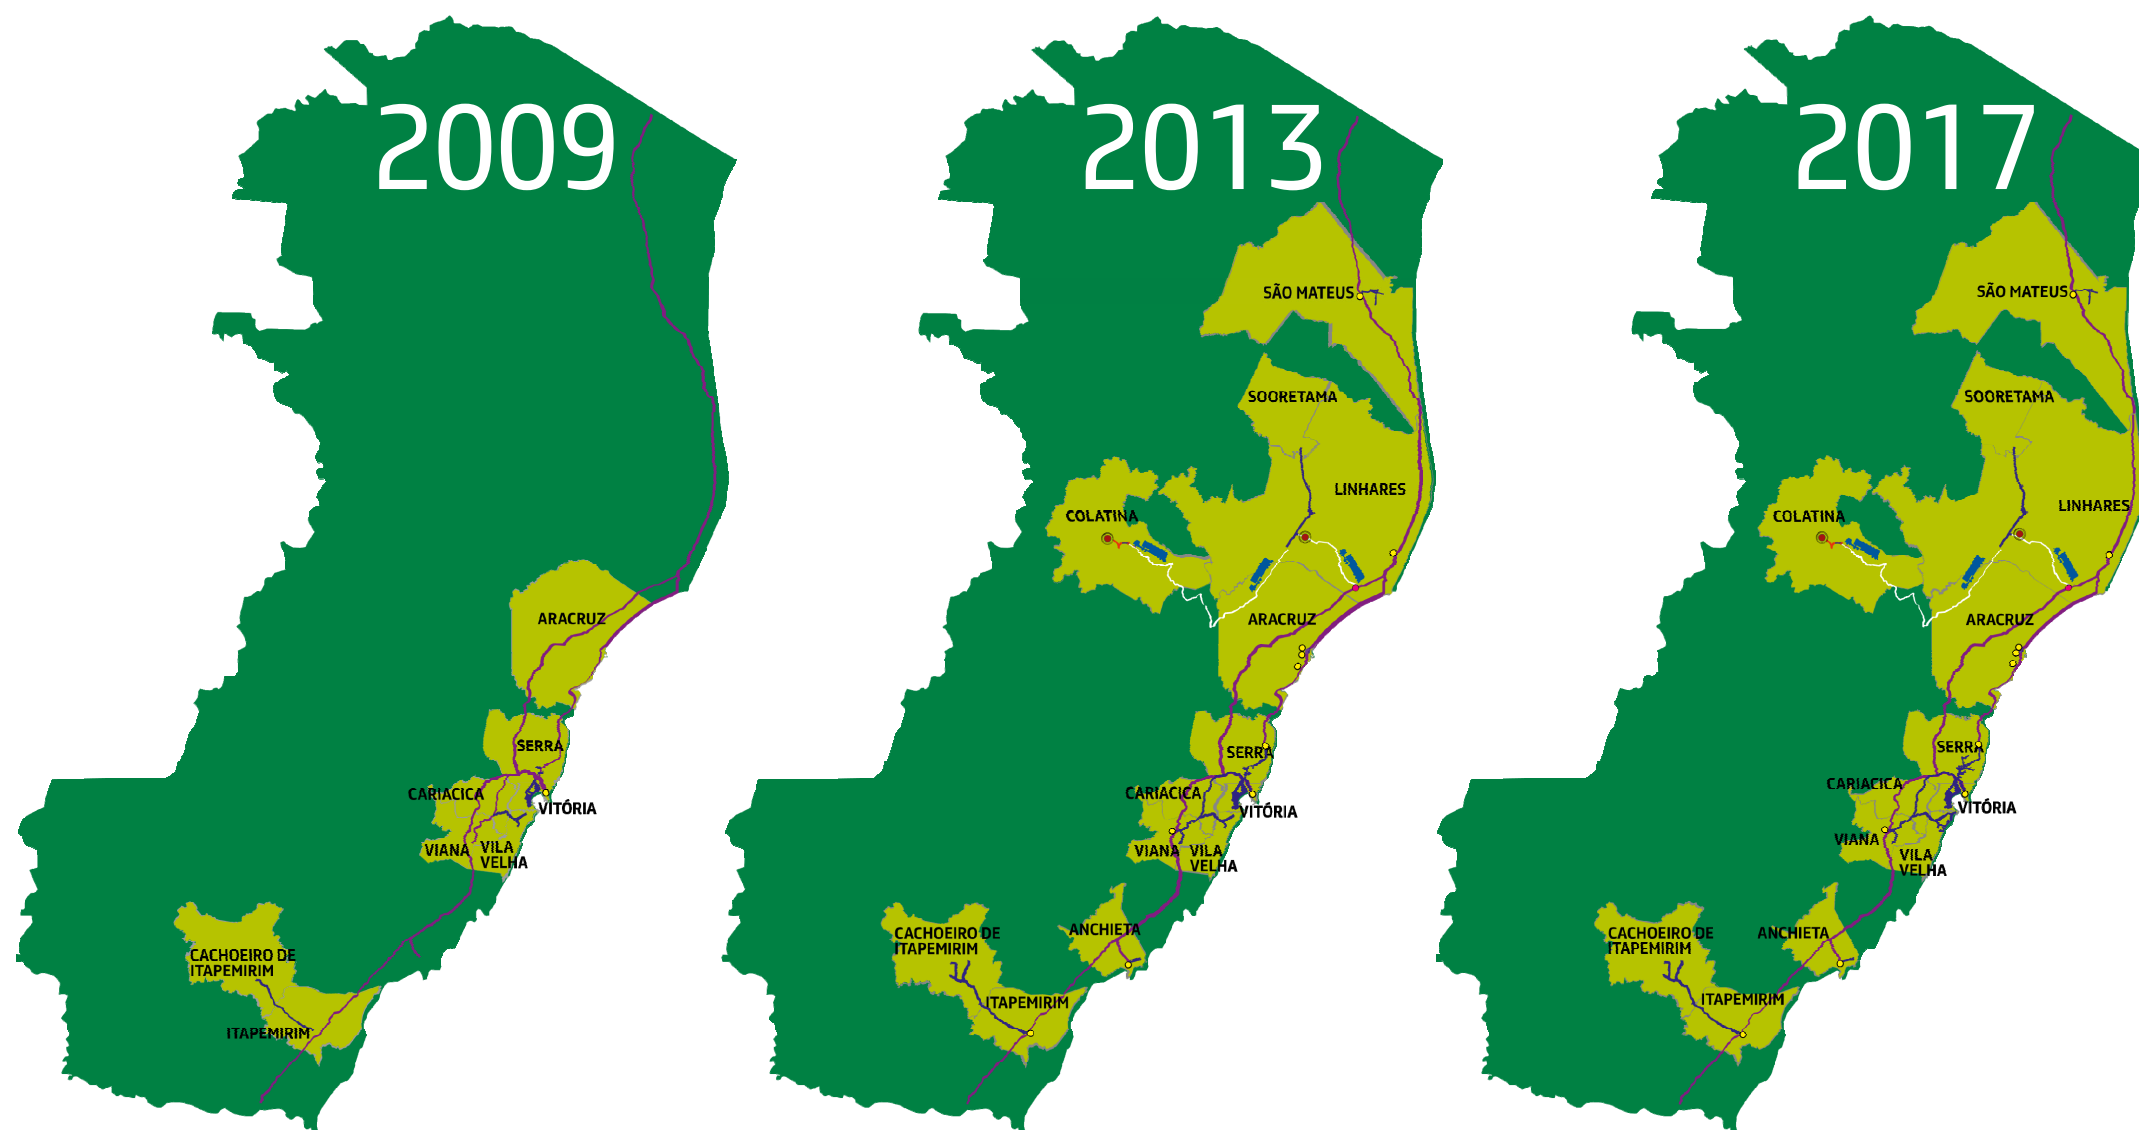 2009
ARACRUZ
SERRA
CARIACICA
VITÓRIA
VIANA
VILA
VELHA
CACHOEIRO DE
ITAPEMIRIM
ITAPEMIRIM
2013
SÃO MATEUS
SOORETAMA
LINHARES
COLATINA
ARACRUZ
SERRA
CARIACICA
VITÓRIA
VIANA
VILA
VELHA
ANCHIETA
CACHOEIRO DE
ITAPEMIRIM
ITAPEMIRIM
2017
SÃO MATEUS
SOORETAMA
LINHARES
COLATINA
ARACRUZ
SERRA
CARIACICA
VITÓRIA
VIANA
VILA
VELHA
ANCHIETA
CACHOEIRO DE
ITAPEMIRIM
ITAPEMIRIM